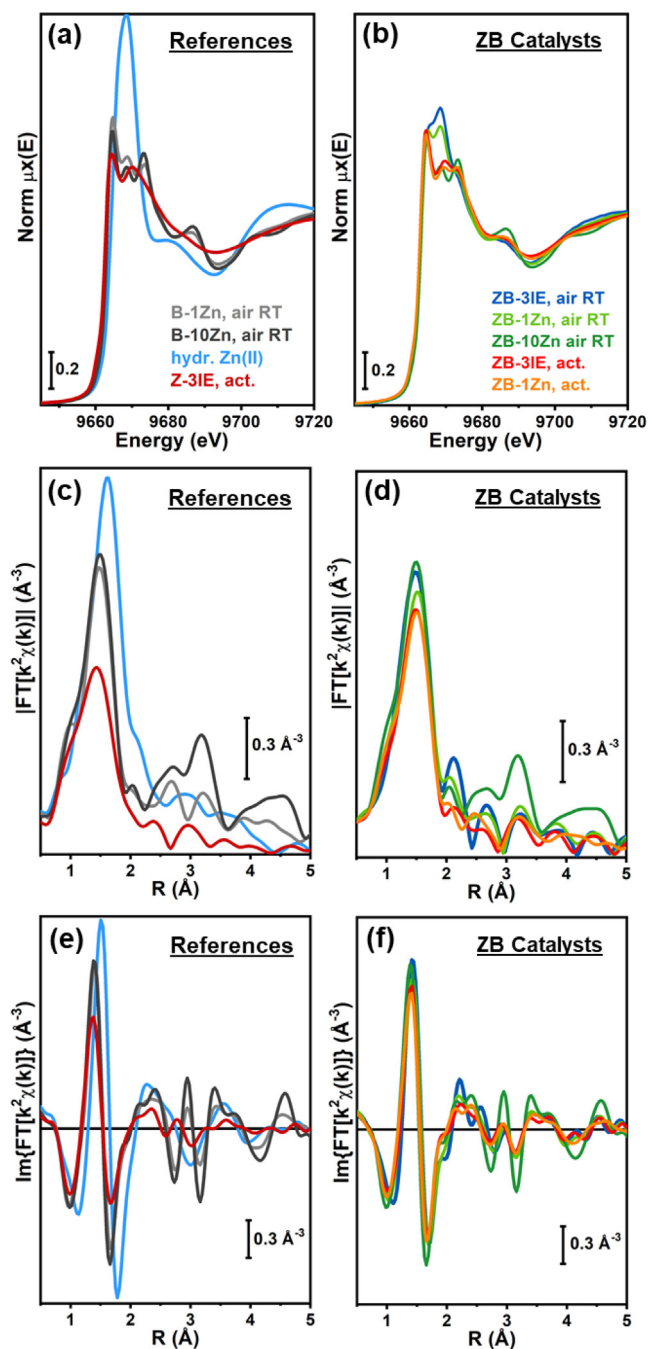 (a) References
Norm μx(E)
B-1Zn, air RT
B-10Zn, air RT
hydr. Zn(II)
Z-3IE, act.
0.2
9660 9680 9700 9720
Energy (eV)
(b) ZB Catalysts
Norm μx(E)
ZB-3IE, air RT
ZB-1Zn, air RT
ZB-10Zn air RT
ZB-3IE, act.
ZB-1Zn, act.
0.2
9660 9680 9700 9720
Energy (eV)
(c) References
|FT[k²χ(k)]| (Å⁻³)
0.3 Å⁻³
1 2 3 4 5
R (Å)
(d) ZB Catalysts
|FT[k²χ(k)]| (Å⁻³)
0.3 Å⁻³
1 2 3 4 5
R (Å)
(e) References
Im{FT[k²χ(k)]} (Å⁻³)
0.3 Å⁻³
1 2 3 4 5
R (Å)
(f) ZB Catalysts
Im{FT[k²χ(k)]} (Å⁻³)
0.3 Å⁻³
1 2 3 4 5
R (Å)